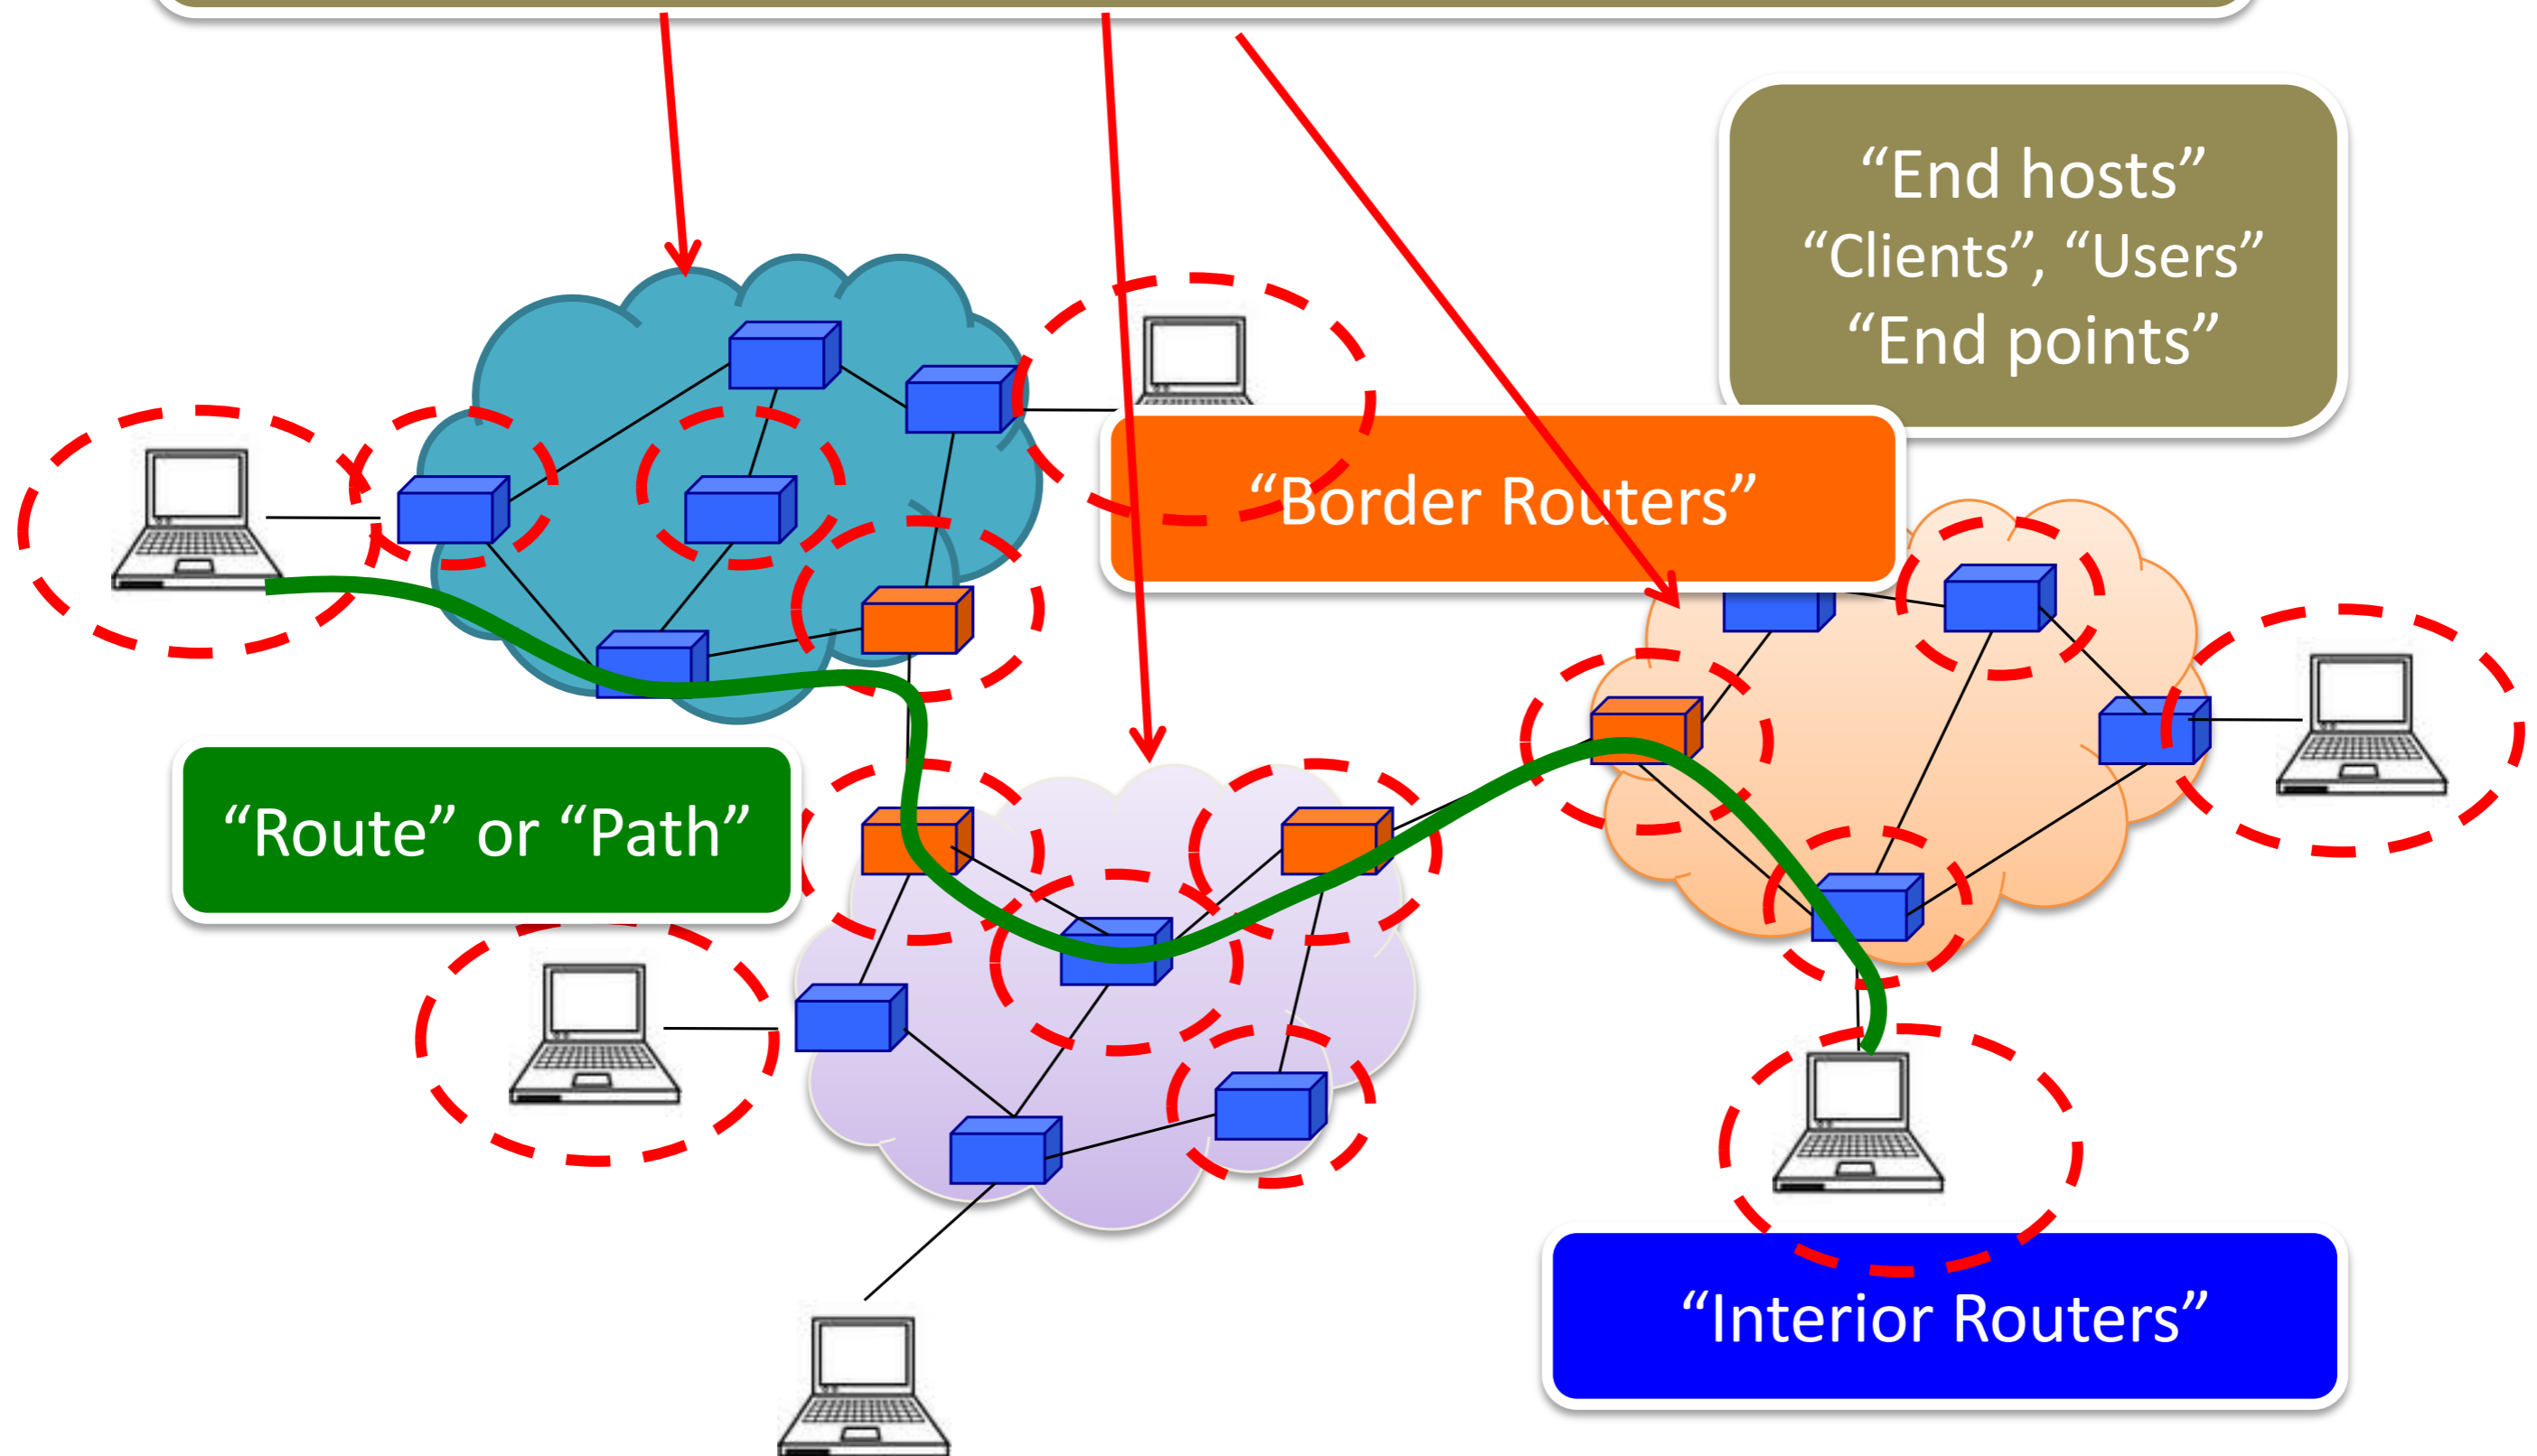 “End hosts”
“Clients”, “Users”
“End points”
“Border Routers”
“Route” or “Path”
“Interior Routers”